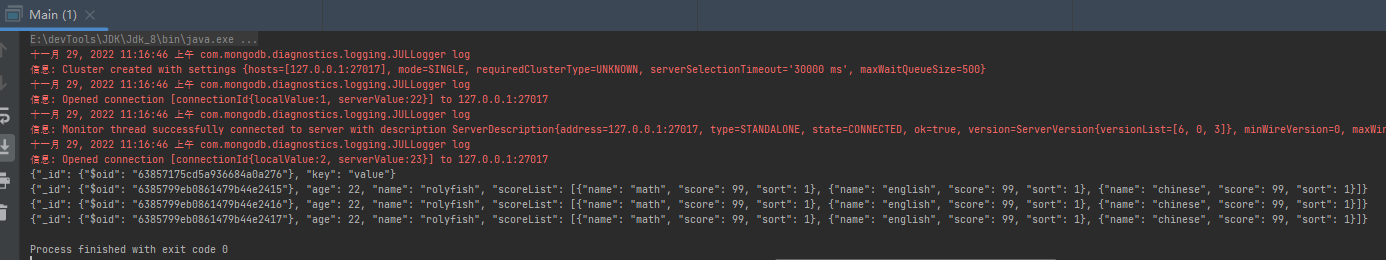 Main (1)
E:\devTools\JDK\Jdk_8\bin\java.exe ...
十一月 29, 2022 11:16:46 上午 com.mongodb.diagnostics.logging.JULLogger log
信息: Cluster created with settings {hosts=[127.0.0.1:27017], mode=SINGLE, requiredClusterType=UNKNOWN, serverSelectionTimeout='30000 ms', maxWaitQueueSize=500}
十一月 29, 2022 11:16:46 上午 com.mongodb.diagnostics.logging.JULLogger log
信息: Opened connection [connectionId{localValue:1, serverValue:22}] to 127.0.0.1:27017
十一月 29, 2022 11:16:46 上午 com.mongodb.diagnostics.logging.JULLogger log
信息: Monitor thread successfully connected to server with description ServerDescription{address=127.0.0.1:27017, type=STANDALONE, state=CONNECTED, ok=true, version=ServerVersion{versionList=[6, 0, 3]}, minWireVersion=0, maxWi
十一月 29, 2022 11:16:46 上午 com.mongodb.diagnostics.logging.JULLogger log
信息: Opened connection [connectionId{localValue:2, serverValue:23}] to 127.0.0.1:27017
{"_id": {"$oid": "63857175cd5a936684a0a276"}, "key": "value"}
{"_id": {"$oid": "6385799eb0861479b44e2415"}, "age": 22, "name": "rolyfish", "scoreList": [{"name": "math", "score": 99, "sort": 1}, {"name": "english", "score": 99, "sort": 1}, {"name": "chinese", "score": 99, "sort": 1}]}
{"_id": {"$oid": "6385799eb0861479b44e2416"}, "age": 22, "name": "rolyfish", "scoreList": [{"name": "math", "score": 99, "sort": 1}, {"name": "english", "score": 99, "sort": 1}, {"name": "chinese", "score": 99, "sort": 1}]}
{"_id": {"$oid": "6385799eb0861479b44e2417"}, "age": 22, "name": "rolyfish", "scoreList": [{"name": "math", "score": 99, "sort": 1}, {"name": "english", "score": 99, "sort": 1}, {"name": "chinese", "score": 99, "sort": 1}]}
Process finished with exit code 0